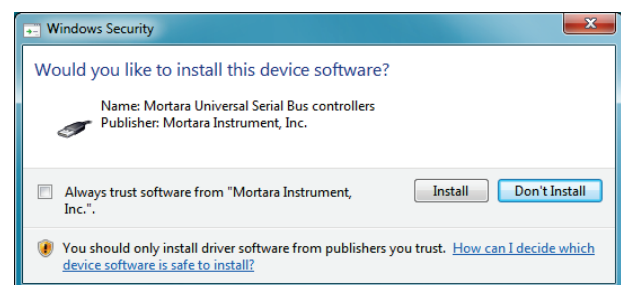 Windows Security
Would you like to install this device software?
Name: Mortara Universal Serial Bus controllers
Publisher: Mortara Instrument, Inc.
Always trust software from "Mortara Instrument,
Inc.".
Install
Don't Install
You should only install driver software from publishers you trust. How can I decide which
device software is safe to install?